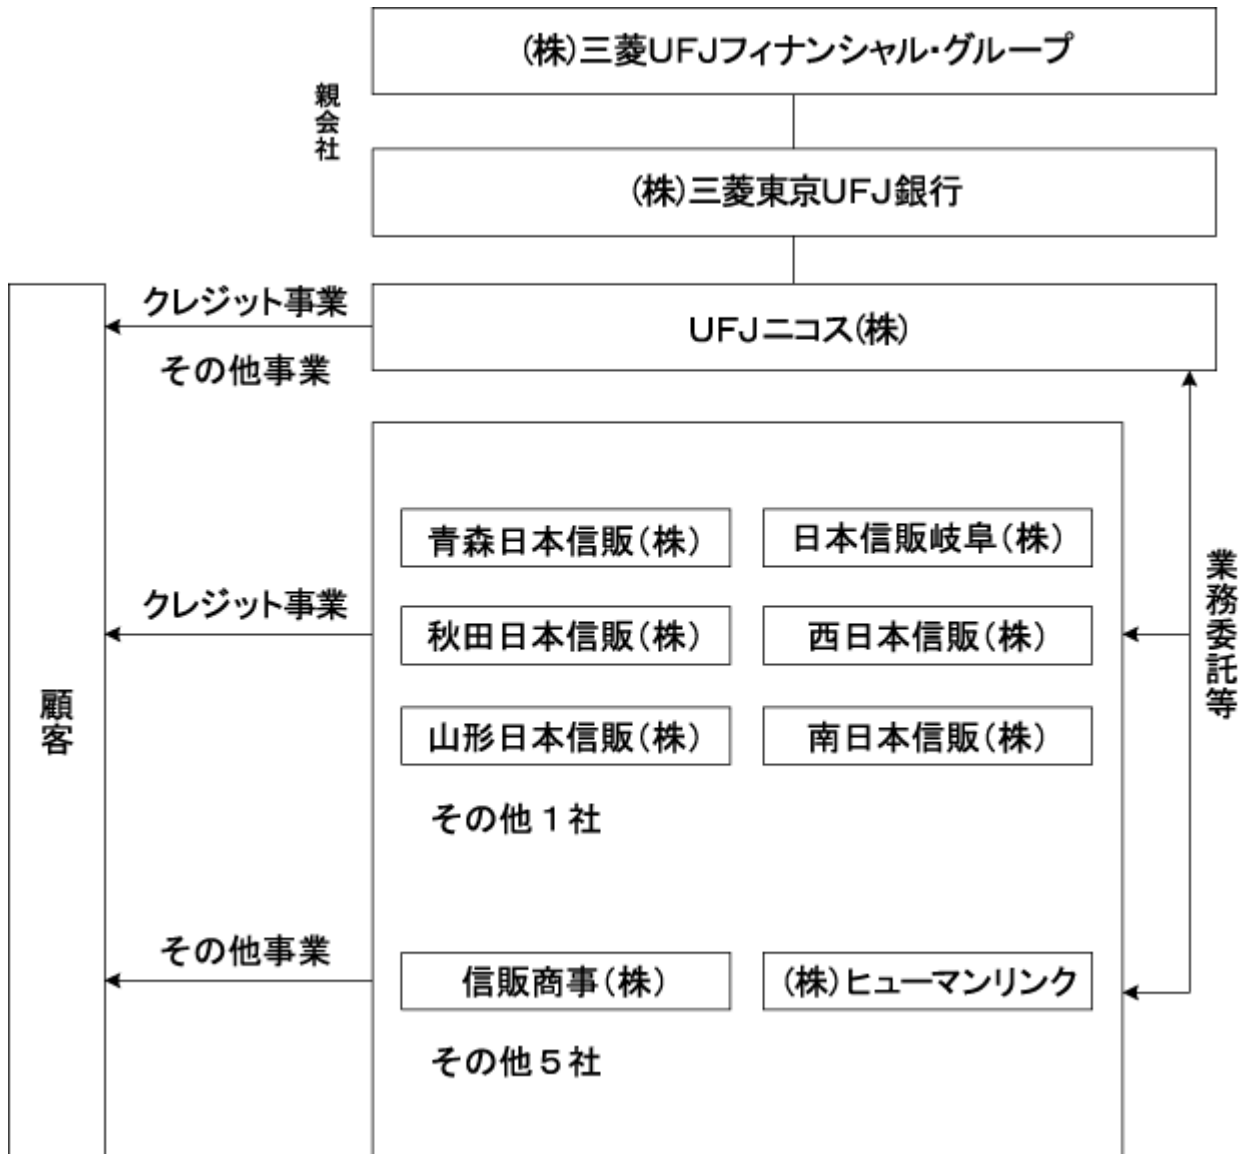 (株)三菱UFJフィナンシャル・グループ
親会社
(株)三菱東京UFJ銀行
クレジット事業
UFJニコス(株)
その他事業
青森日本信販(株)
日本信販岐阜(株)
クレジット事業
秋田日本信販(株)
西日本信販(株)
業務委託等
顧客
山形日本信販(株)
南日本信販(株)
その他1社
その他事業
信販商事(株)
(株)ヒューマンリンク
その他5社